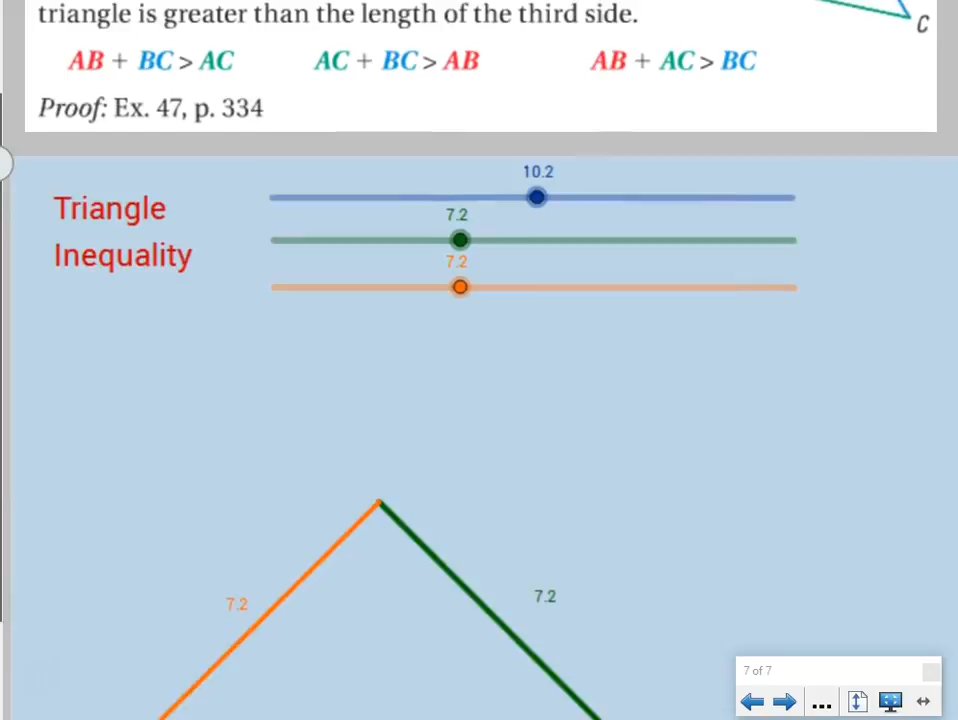 triangle is greater than the length of the third side.
C
AB + BC > AC AC + BC > AB AB + AC > BC
Proof: Ex. 47, p. 334
10.2
Triangle
Inequality
7.2
7.2
7.2
7.2
7 of 7
...